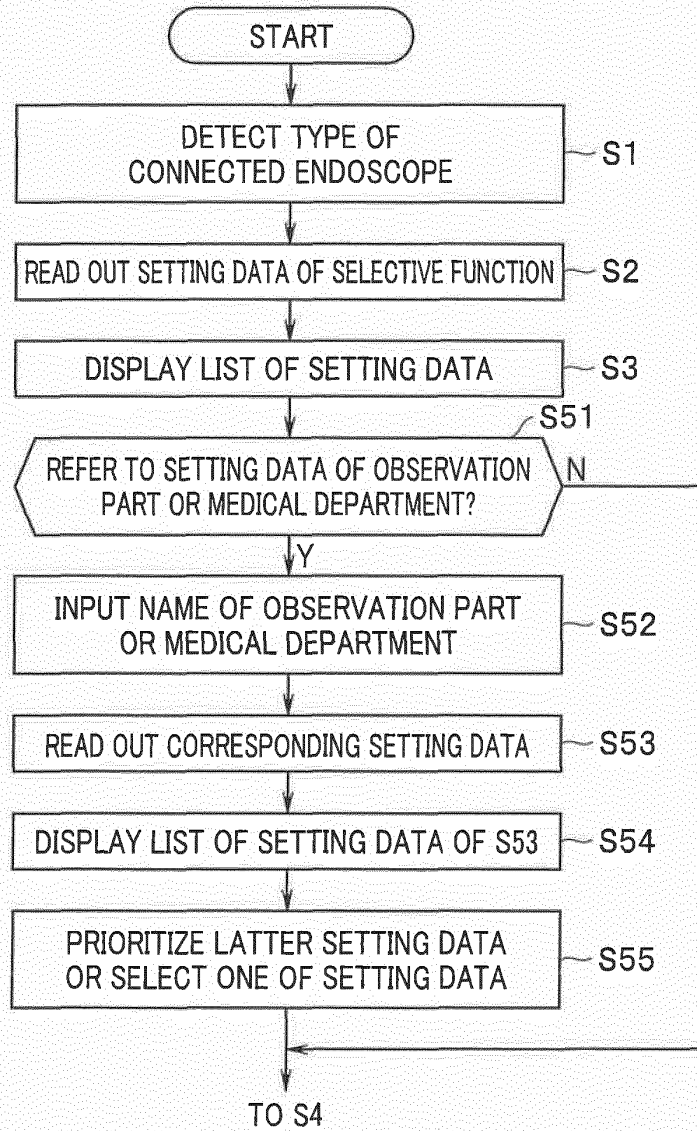 START
DETECT TYPE OF
CONNECTED ENDOSCOPE
S1
READ OUT SETTING DATA OF SELECTIVE FUNCTION
S2
DISPLAY LIST OF SETTING DATA
S3
S51
REFER TO SETTING DATA OF OBSERVATION
PART OR MEDICAL DEPARTMENT?
N
Y
INPUT NAME OF OBSERVATION PART
OR MEDICAL DEPARTMENT
S52
READ OUT CORRESPONDING SETTING DATA
S53
DISPLAY LIST OF SETTING DATA OF S53
S54
PRIORITIZE LATTER SETTING DATA
OR SELECT ONE OF SETTING DATA
S55
TO S4